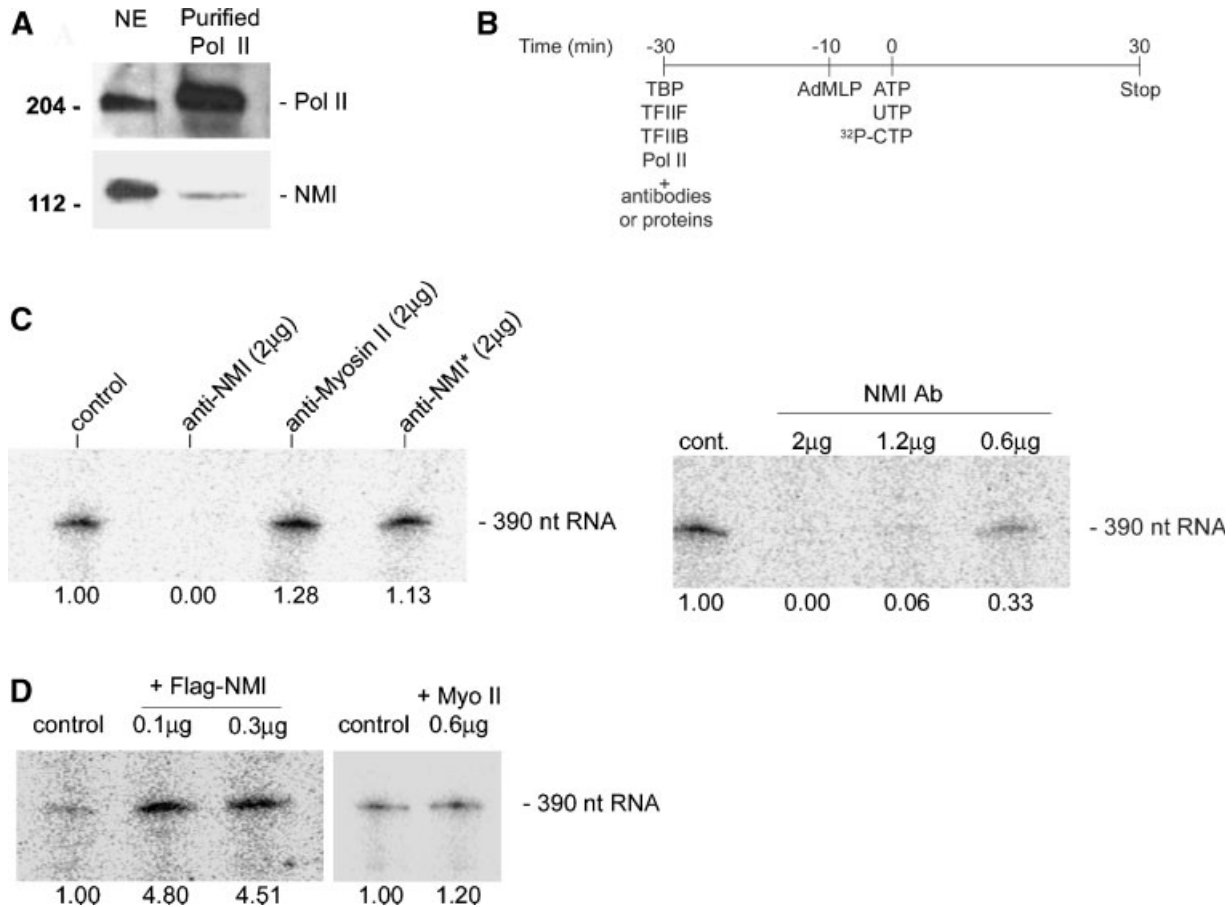 A
NE Purified Pol II
204 - - Pol II
112 - - NMI
B
Time (min) -30 -10 0 30
TBP AdMLP ATP Stop
TFIIF UTP
TFIIB ³²P-CTP
Pol II
+
antibodies
or proteins
C
control anti-NMI (2μg) anti-Myosin II (2μg) anti-NMI* (2μg)
- 390 nt RNA
1.00 0.00 1.28 1.13
NMI Ab
cont. 2μg 1.2μg 0.6μg
- 390 nt RNA
1.00 0.00 0.06 0.33
D
+ Flag-NMI
control 0.1μg 0.3μg
+ Myo II
control 0.6μg
- 390 nt RNA
1.00 4.80 4.51 1.00 1.20